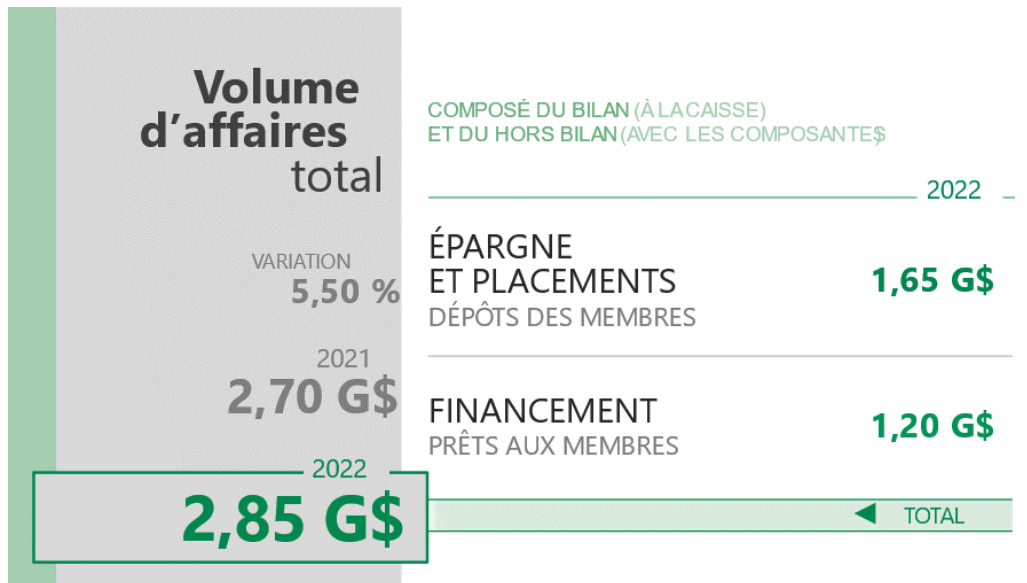 Volume
d’affaires
total
VARIATION
5,50 %
2021
2,70 G$
2022
2,85 G$
COMPOSÉ DU BILAN (À LA CAISSE)
ET DU HORS BILAN (AVEC LES COMPOSANTES)
2022
ÉPARGNE
ET PLACEMENTS
1,65 G$
DÉPÔTS DES MEMBRES
FINANCEMENT
1,20 G$
PRÊTS AUX MEMBRES
TOTAL